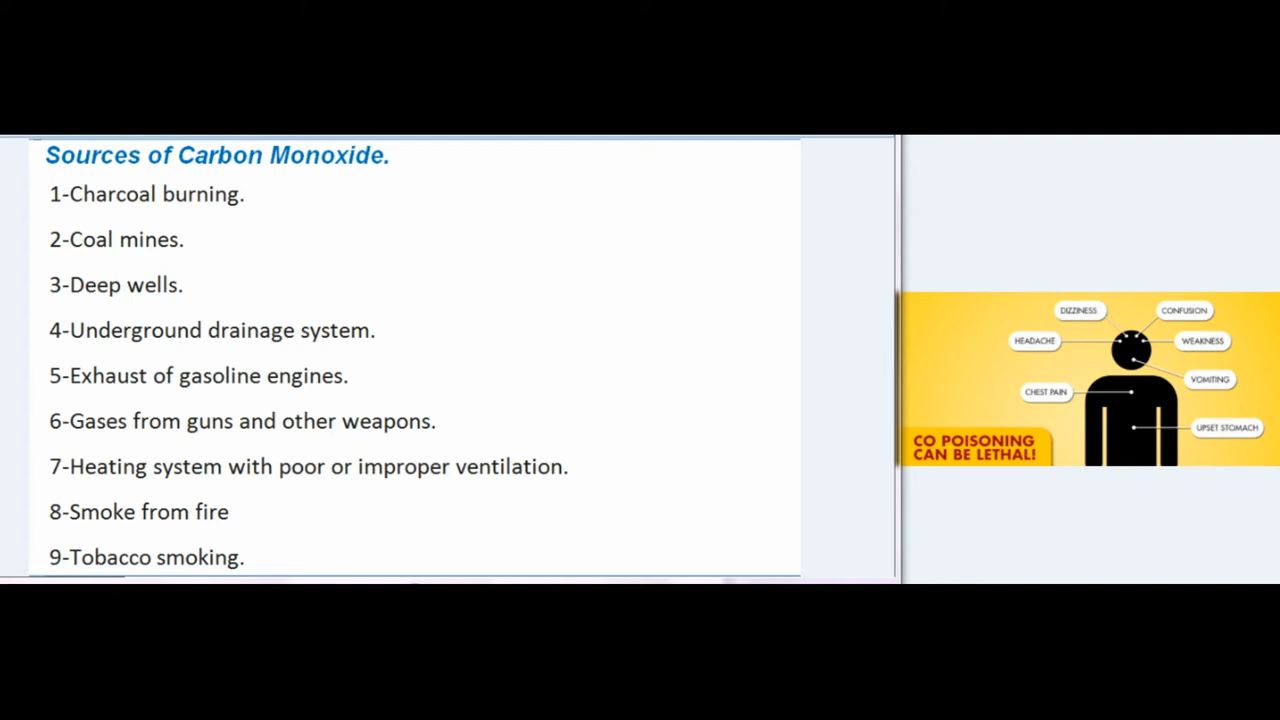 Sources of Carbon Monoxide.
1-Charcoal burning.
2-Coal mines.
3-Deep wells.
4-Underground drainage system.
5-Exhaust of gasoline engines.
6-Gases from guns and other weapons.
7-Heating system with poor or improper ventilation.
8-Smoke from fire
9-Tobacco smoking.
DIZZINESS
CONFUSION
HEADACHE
WEAKNESS
VOMITING
CHEST PAIN
UPSET STOMACH
CO POISONING
CAN BE LETHAL!